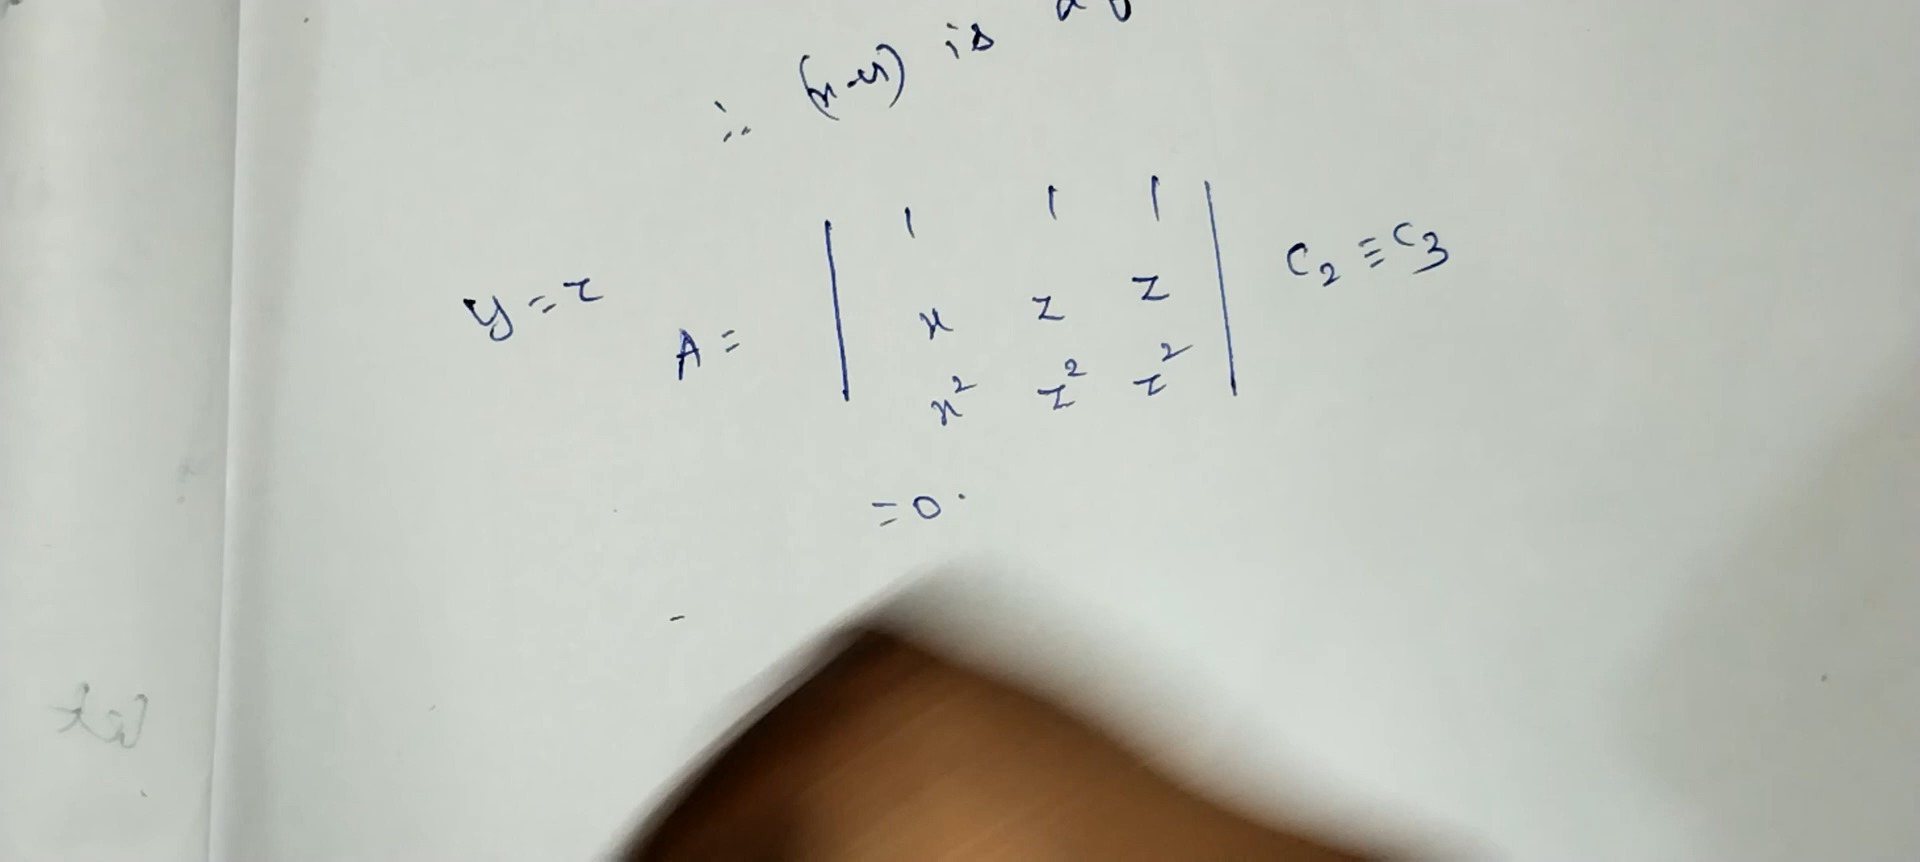 ∴ (x-y) is a
y = z A = | 1 1 1 | C₂ ≡ C₃
x z z
x² z² z²
= 0.